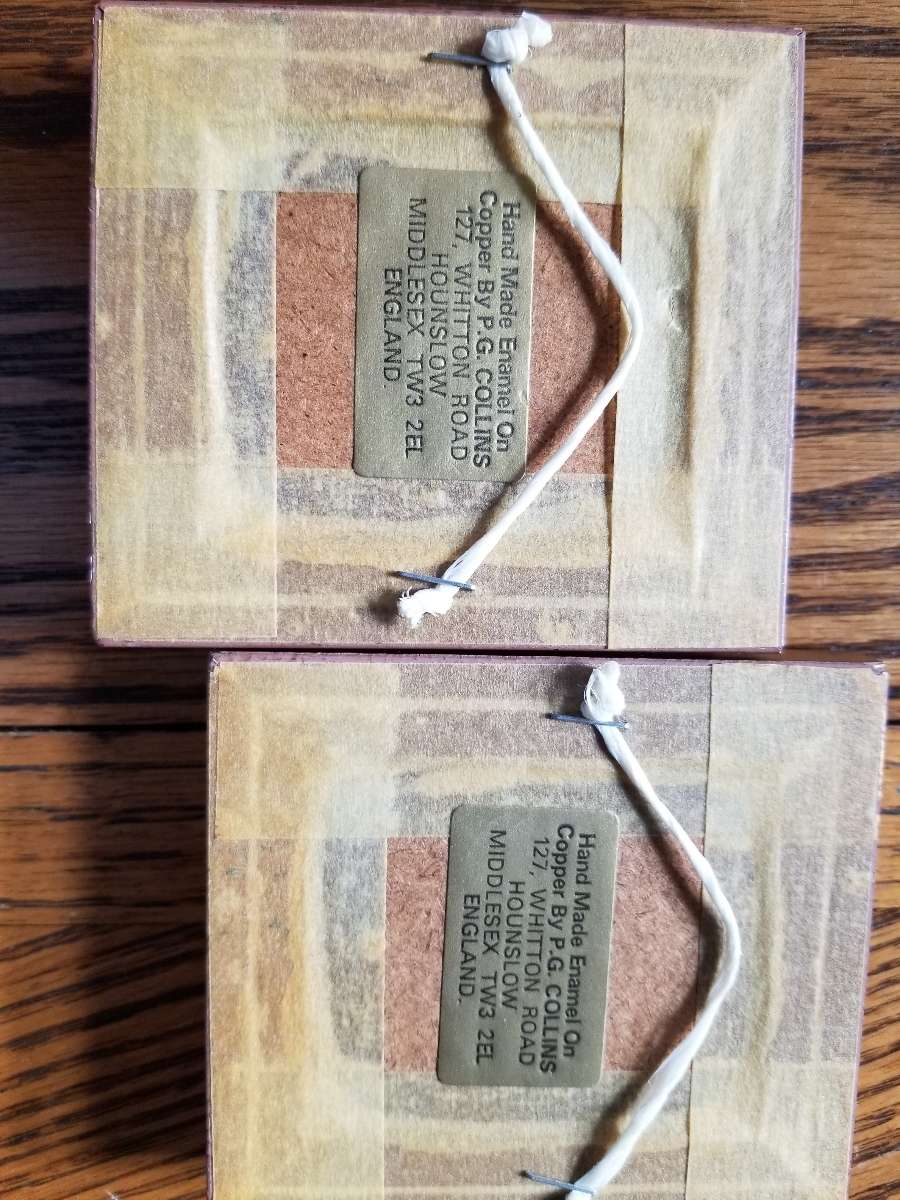 Hand Made Enamel On
Copper By P.G. COLLINS
127, WHITTON ROAD
HOUNSLOW
MIDDLESEX TW3 2EL
ENGLAND
Hand Made Enamel On
Copper By P.G. COLLINS
127, WHITTON ROAD
HOUNSLOW
MIDDLESEX TW3 2EL
ENGLAND.